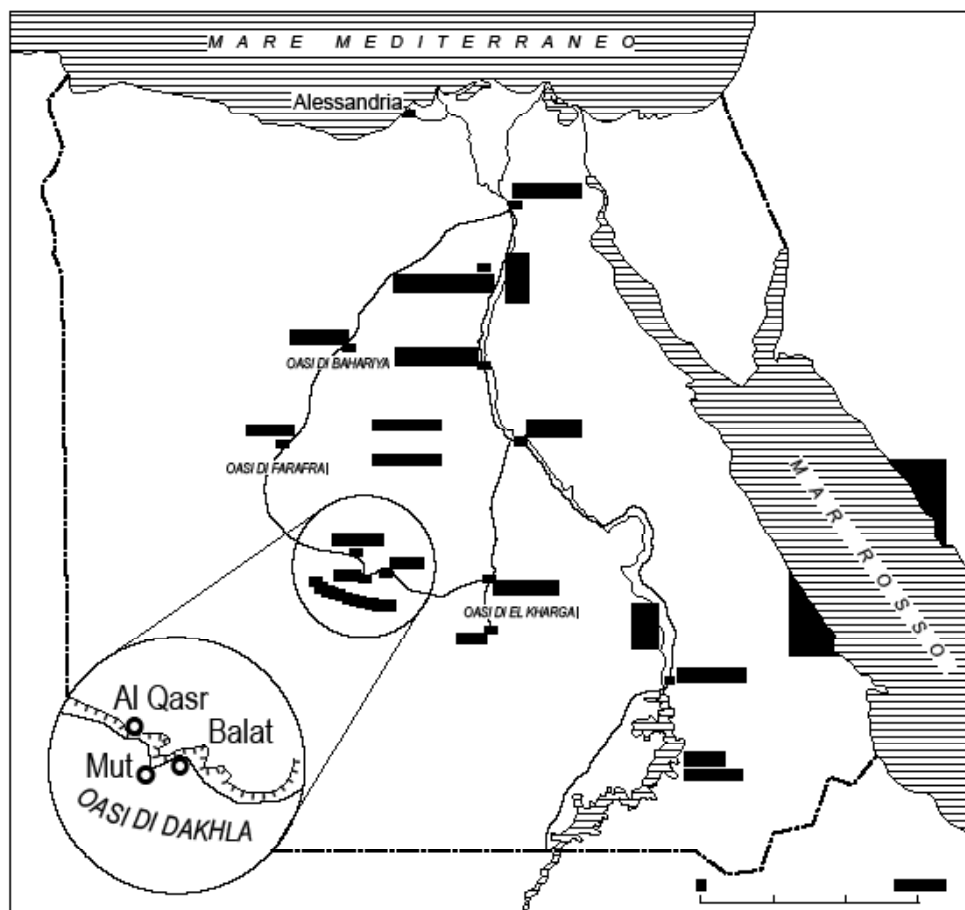 MARE MEDITERRANEO
Alessandria
OASI DI BAHARIYA
OASI DI FARAFRA
MAR ROSSO
OASI DI EL KHARGA
Al Qasr
Balat
Mut
OASI DI DAKHLA